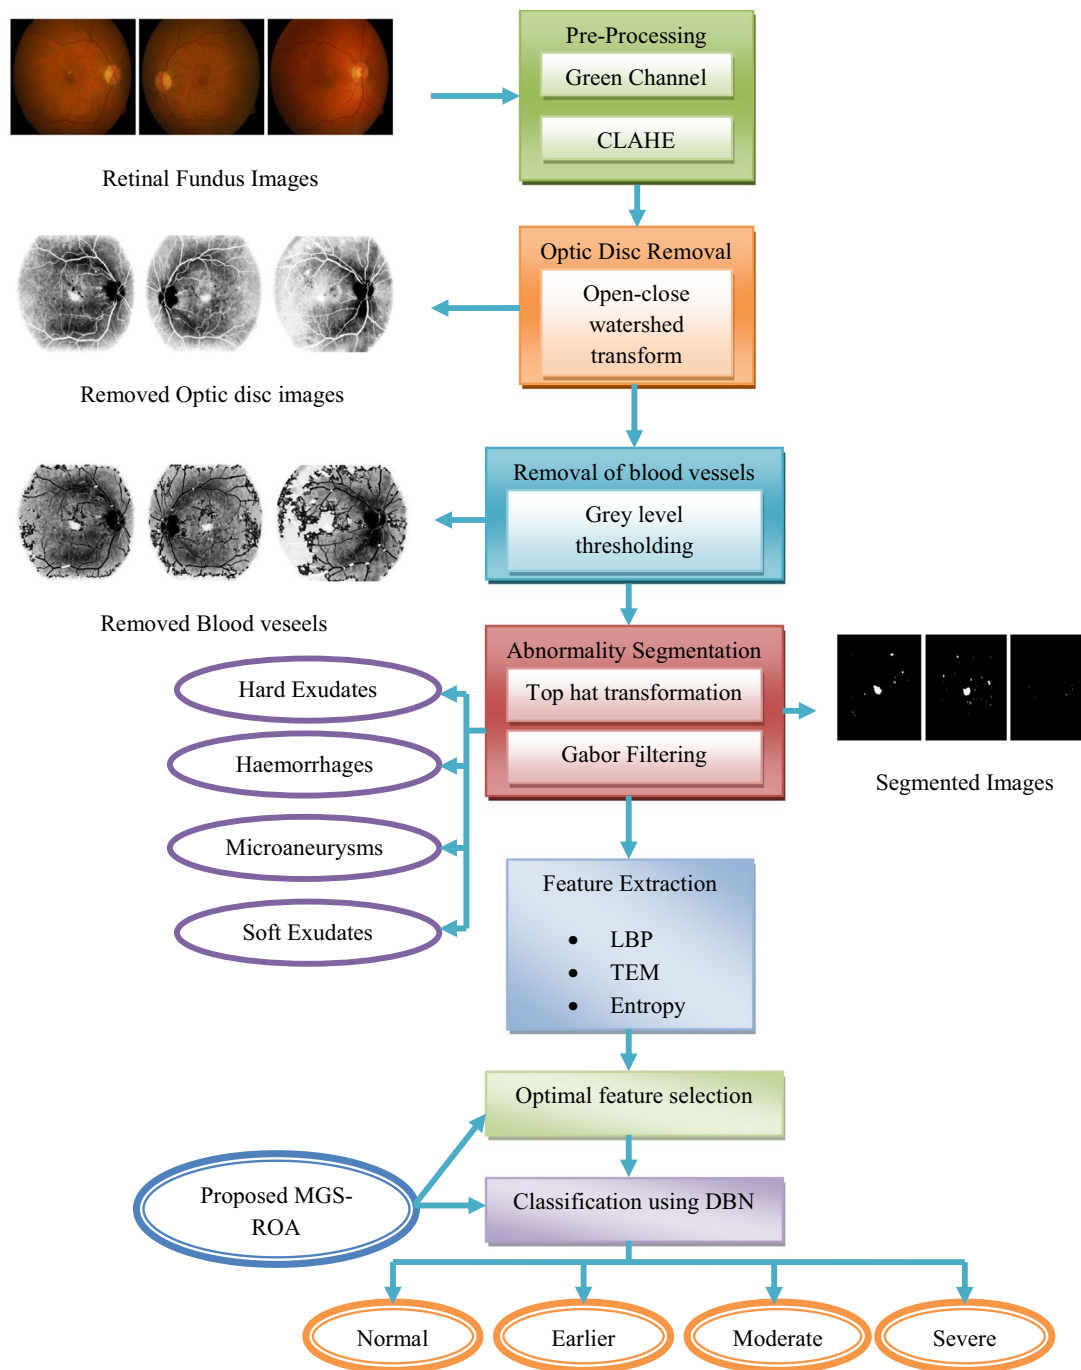 Pre-Processing
Green Channel
CLAHE
Retinal Fundus Images
Optic Disc Removal
Open-close
watershed
transform
Removed Optic disc images
Removal of blood vessels
Grey level
thresholding
Removed Blood veseels
Abnormality Segmentation
Top hat transformation
Gabor Filtering
Hard Exudates
Haemorrhages
Microaneurysms
Soft Exudates
Segmented Images
Feature Extraction
• LBP
• TEM
• Entropy
Optimal feature selection
Proposed MGS-
ROA
Classification using DBN
Normal
Earlier
Moderate
Severe